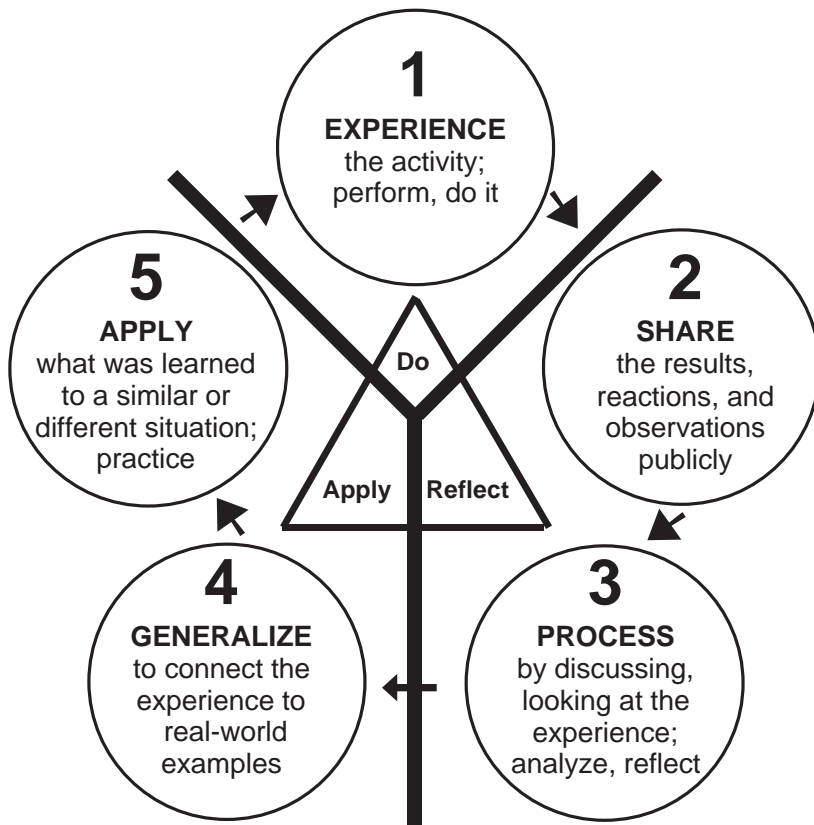 1
EXPERIENCE
the activity;
perform, do it
2
SHARE
the results,
reactions, and
observations
publicly
3
PROCESS
by discussing,
looking at the
experience;
analyze, reflect
4
GENERALIZE
to connect the
experience to
real-world
examples
5
APPLY
what was learned
to a similar or
different situation;
practice
Do
Reflect
Apply